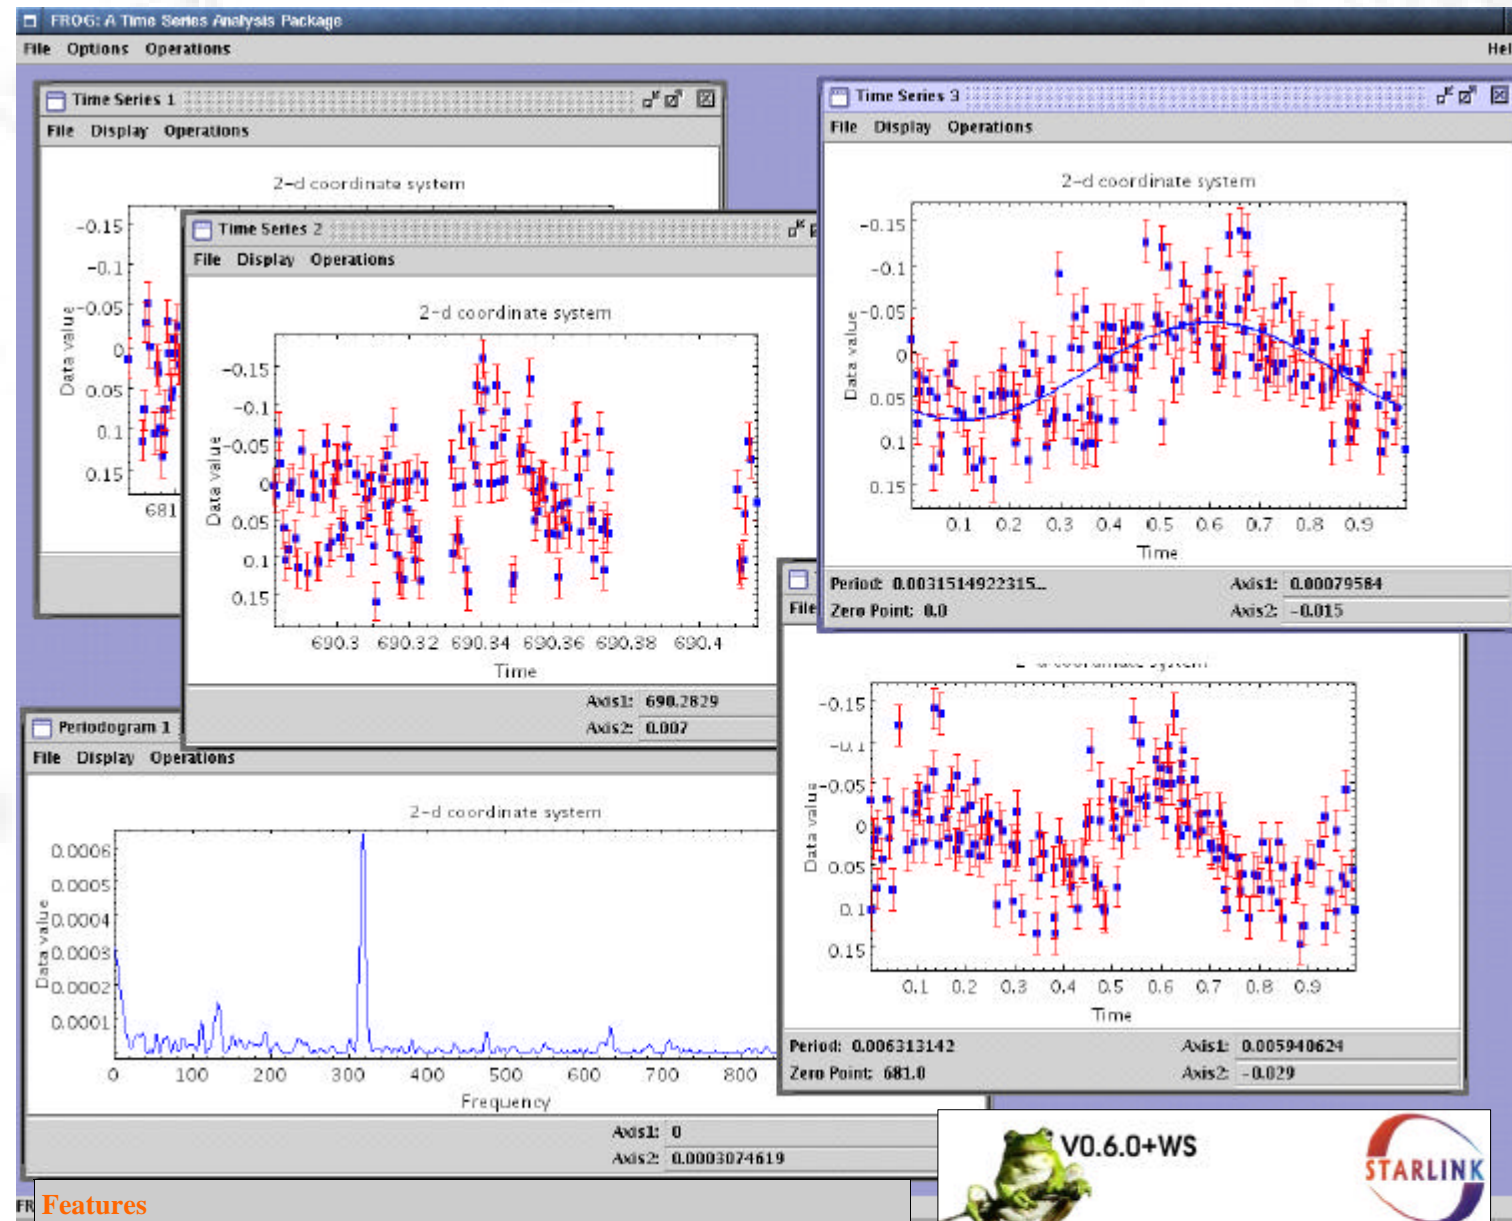 FROG: A Time Series Analysis Package
File Options Operations
Hel
Time Series 1
File Display Operations
2-d coordinate system
-0.15
-0.1
-0.05
0
0.05
0.1
0.15
Data value
681
Time Series 2
File Display Operations
2-d coordinate system
-0.15
-0.1
-0.05
0
0.05
0.1
0.15
Data value
690.3 690.32 690.34 690.36 690.38 690.4
Time
Axis1: 690.2829
Axis2: 0.007
Time Series 3
File Display Operations
2-d coordinate system
-0.15
-0.1
-0.05
0
0.05
0.1
0.15
Data value
0.1 0.2 0.3 0.4 0.5 0.6 0.7 0.8 0.9
Time
Period: 0.0031514922315...
Zero Point: 0.0
Axis1: 0.00079584
Axis2: -0.015
File
2-d coordinate system
-0.15
-0.1
-0.05
0
0.05
0.1
0.15
Data value
0.1 0.2 0.3 0.4 0.5 0.6 0.7 0.8 0.9
Time
Period: 0.006313142
Zero Point: 681.0
Axis1: 0.005940624
Axis2: -0.029
Periodogram 1
File Display Operations
2-d coordinate system
0.0006
0.0005
0.0004
0.0003
0.0002
0.0001
Data value
0 100 200 300 400 500 600 700 800
Frequency
Axis1: 0
Axis2: 0.0003074619
V0.6.0+WS
STARLINK
FR
Features